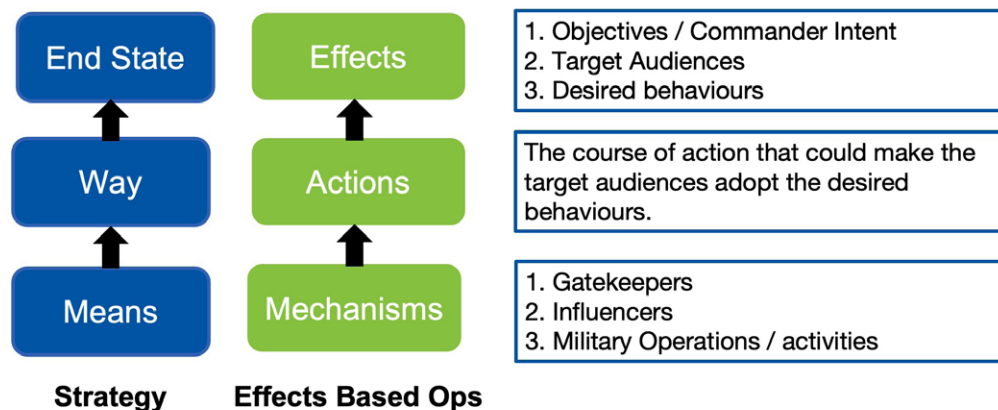 End State
Effects
1. Objectives / Commander Intent
2. Target Audiences
3. Desired behaviours
Way
Actions
The course of action that could make the
target audiences adopt the desired
behaviours.
Means
Mechanisms
1. Gatekeepers
2. Influencers
3. Military Operations / activities
Strategy
Effects Based Ops